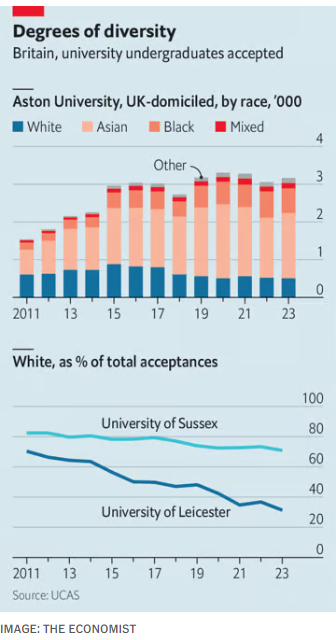 Degrees of diversity
Britain, university undergraduates accepted
Aston University, UK-domiciled, by race, '000
White Asian Black Mixed
4
Other
3
2
1
0
2011 13 15 17 19 21 23
White, as % of total acceptances
100
University of Sussex
80
60
40
University of Leicester
20
0
2011 13 15 17 19 21 23
Source: UCAS
IMAGE: THE ECONOMIST